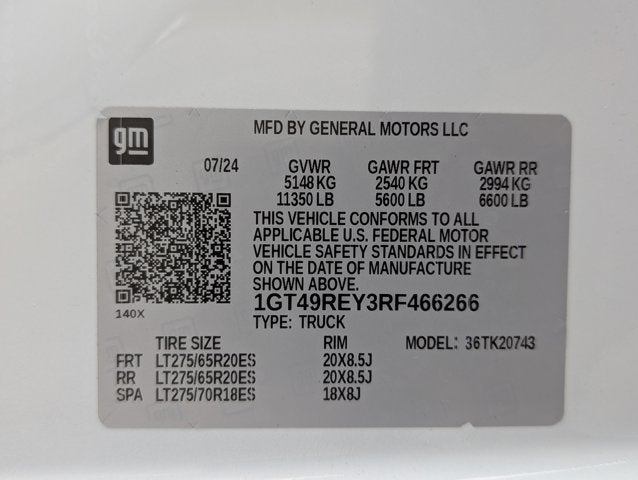 gm
MFD BY GENERAL MOTORS LLC
07/24 GVWR GAWR FRT GAWR RR
5148 KG 2540 KG 2994 KG
11350 LB 5600 LB 6600 LB
THIS VEHICLE CONFORMS TO ALL
APPLICABLE U.S. FEDERAL MOTOR
VEHICLE SAFETY STANDARDS IN EFFECT
ON THE DATE OF MANUFACTURE
SHOWN ABOVE.
1GT49REY3RF466266
140X
TYPE: TRUCK
TIRE SIZE RIM MODEL: 36TK20743
FRT LT275/65R20ES 20X8.5J
RR LT275/65R20ES 20X8.5J
SPA LT275/70R18ES 18X8J